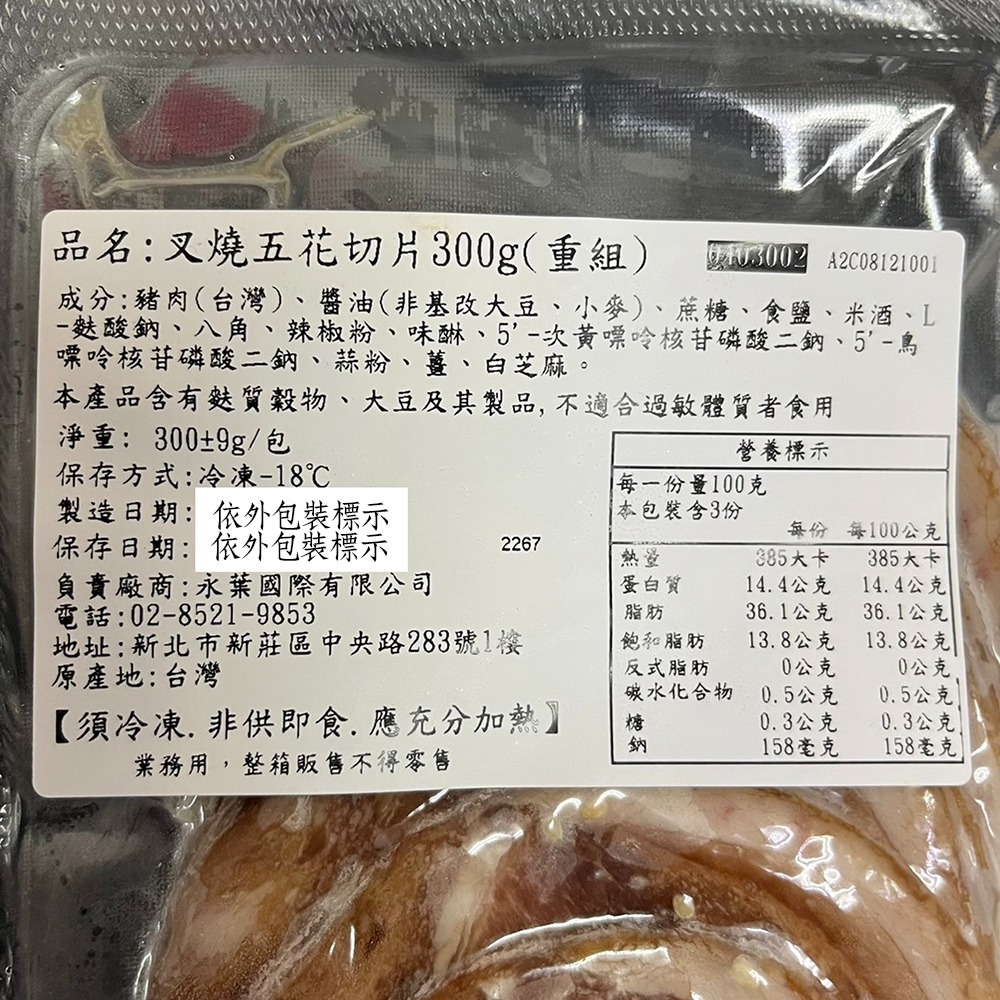 品名:叉燒五花切片300g(重組)
0403002 A2C08121001
成分:豬肉(台灣)、醬油(非基改大豆、小麥)、蔗糖、食鹽、米酒、L
-麩酸鈉、八角、辣椒粉、味醂、5'-次黃嘌呤核苷磷酸二鈉、5'-鳥
嘌呤核苷磷酸二鈉、蒜粉、薑、白芝麻。
本產品含有麩質穀物、大豆及其製品,不適合過敏體質者食用
淨重: 300±9g/包
保存方式:冷凍-18℃
製造日期: 依外包裝標示
保存日期: 依外包裝標示
2267
負責廠商:永葉國際有限公司
電話:02-8521-9853
地址:新北市新莊區中央路283號1樓
原產地:台灣
【須冷凍.非供即食.應充分加熱】
業務用,整箱販售不得零售
營養標示
每一份量100克
本包裝含3份
每份 每100公克
熱量 385大卡 385大卡
蛋白質 14.4公克 14.4公克
脂肪 36.1公克 36.1公克
飽和脂肪 13.8公克 13.8公克
反式脂肪 0公克 0公克
碳水化合物 0.5公克 0.5公克
糖 0.3公克 0.3公克
鈉 158毫克 158毫克